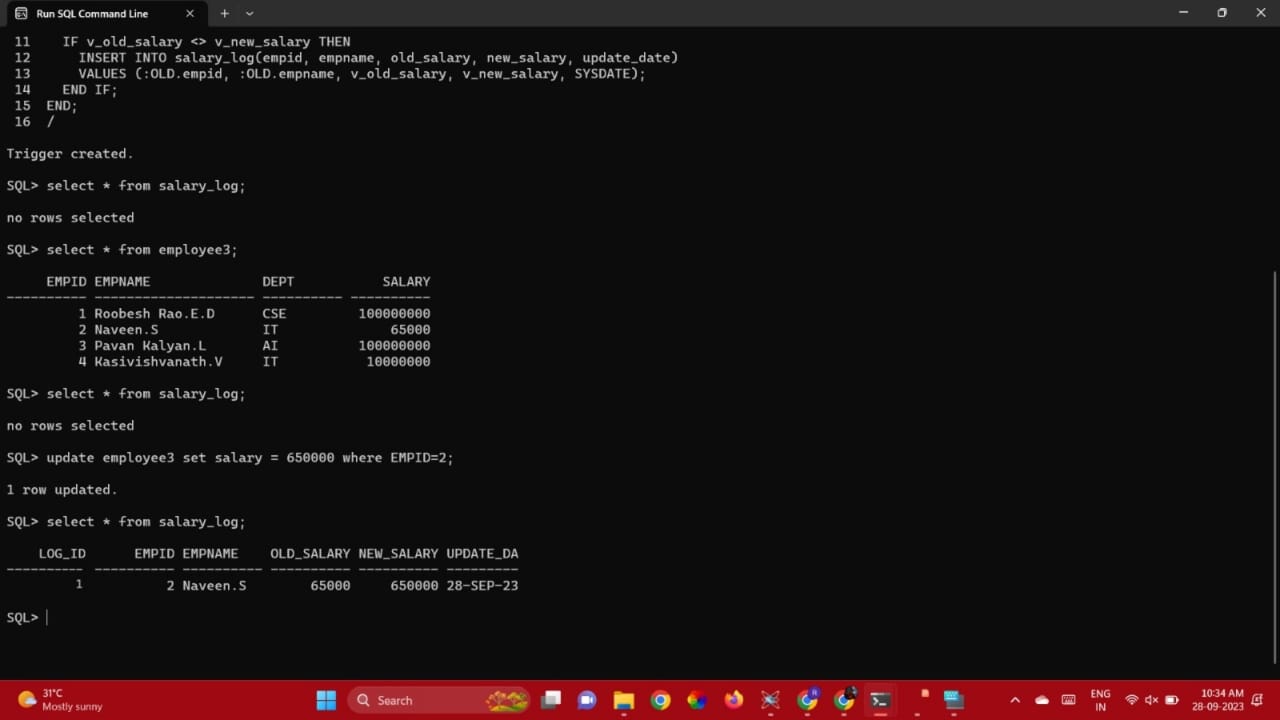 Run SQL Command Line
11    IF v_old_salary <> v_new_salary THEN
12      INSERT INTO salary_log(empid, empname, old_salary, new_salary, update_date)
13      VALUES (:OLD.empid, :OLD.empname, v_old_salary, v_new_salary, SYSDATE);
14    END IF;
15  END;
16  /
Trigger created.
SQL> select * from salary_log;
no rows selected
SQL> select * from employee3;
     EMPID EMPNAME              DEPT           SALARY
---------- -------------------- ---------- ----------
         1 Roobesh Rao.E.D      CSE         100000000
         2 Naveen.S             IT              65000
         3 Pavan Kalyan.L       AI          100000000
         4 Kasivishvanath.V     IT           10000000
SQL> select * from salary_log;
no rows selected
SQL> update employee3 set salary = 650000 where EMPID=2;
1 row updated.
SQL> select * from salary_log;
    LOG_ID      EMPID EMPNAME    OLD_SALARY NEW_SALARY UPDATE_DA
---------- ---------- ---------- ---------- ---------- ---------
         1          2 Naveen.S        65000     650000 28-SEP-23
SQL>
31°C
Mostly sunny
Search
ENG
IN
10:34 AM
28-09-2023